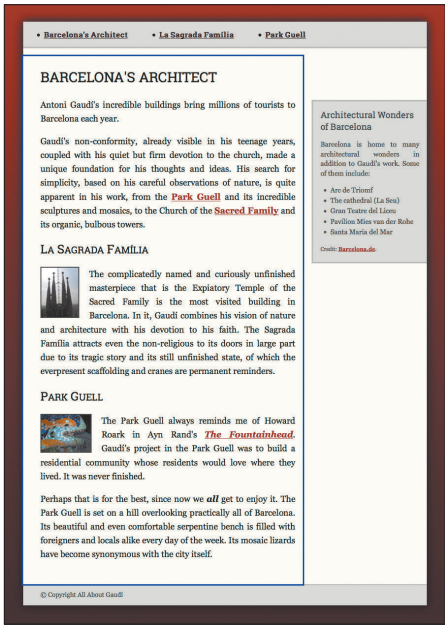 • Barcelona's Architect • La Sagrada Família • Park Guell
BARCELONA'S ARCHITECT
Antoni Gaudí's incredible buildings bring millions of tourists to
Barcelona each year.
Gaudí's non-conformity, already visible in his teenage years,
coupled with his quiet but firm devotion to the church, made a
unique foundation for his thoughts and ideas. His search for
simplicity, based on his careful observations of nature, is quite
apparent in his work, from the Park Guell and its incredible
sculptures and mosaics, to the Church of the Sacred Family and
its organic, bulbous towers.
LA SAGRADA FAMÍLIA
The complicatedly named and curiously unfinished
masterpiece that is the Expiatory Temple of the
Sacred Family is the most visited building in
Barcelona. In it, Gaudí combines his vision of nature
and architecture with his devotion to his faith. The Sagrada
Família attracts even the non-religious to its doors in large part
due to its tragic story and its still unfinished state, of which the
everpresent scaffolding and cranes are permanent reminders.
PARK GUELL
The Park Guell always reminds me of Howard
Roark in Ayn Rand's The Fountainhead.
Gaudí's project in the Park Guell was to build a
residential community whose residents would love where they
lived. It was never finished.
Perhaps that is for the best, since now we all get to enjoy it. The
Park Guell is set on a hill overlooking practically all of Barcelona.
Its beautiful and even comfortable serpentine bench is filled with
foreigners and locals alike every day of the week. Its mosaic lizards
have become synonymous with the city itself.
Architectural Wonders
of Barcelona
Barcelona is home to many
architectural wonders in
addition to Gaudí's work. Some
of them include:
• Arc de Triomf
• The cathedral (La Seu)
• Gran Teatre del Liceu
• Pavilion Mies van der Rohe
• Santa Maria del Mar
Credit: Barcelona.de.
© Copyright All About Gaudí